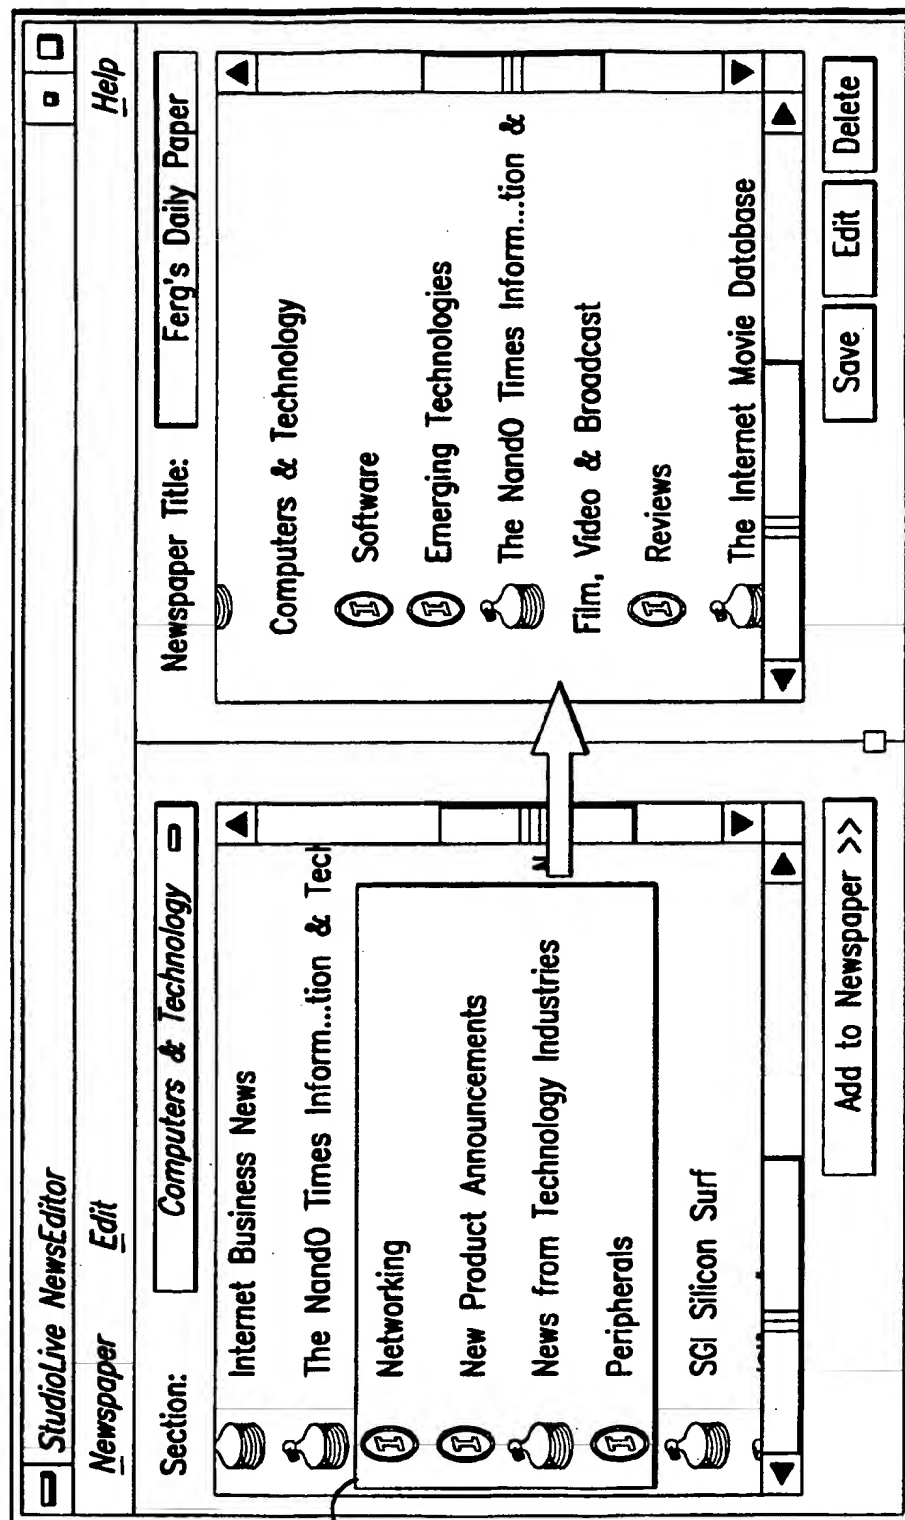 StudioLive NewsEditor
Newspaper Edit Help
Section: Computers & Technology
Internet Business News
The NandO Times Inform...tion & Tech
Networking
New Product Announcements
News from Technology Industries
Peripherals
SGI Silicon Surf
Add to Newspaper >>
Newspaper Title: Ferg's Daily Paper
Computers & Technology
I Software
I Emerging Technologies
The NandO Times Inform...tion &
Film, Video & Broadcast
I Reviews
The Internet Movie Database
Save Edit Delete